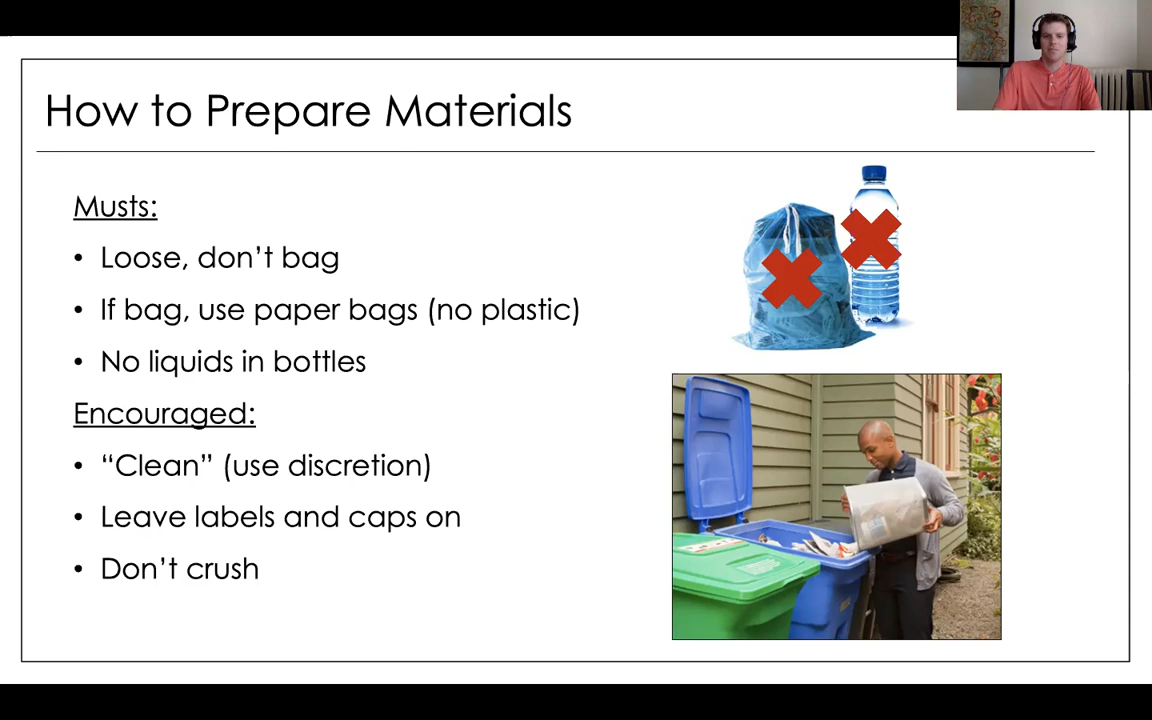 How to Prepare Materials
Musts:
• Loose, don’t bag
• If bag, use paper bags (no plastic)
• No liquids in bottles
Encouraged:
• “Clean” (use discretion)
• Leave labels and caps on
• Don’t crush